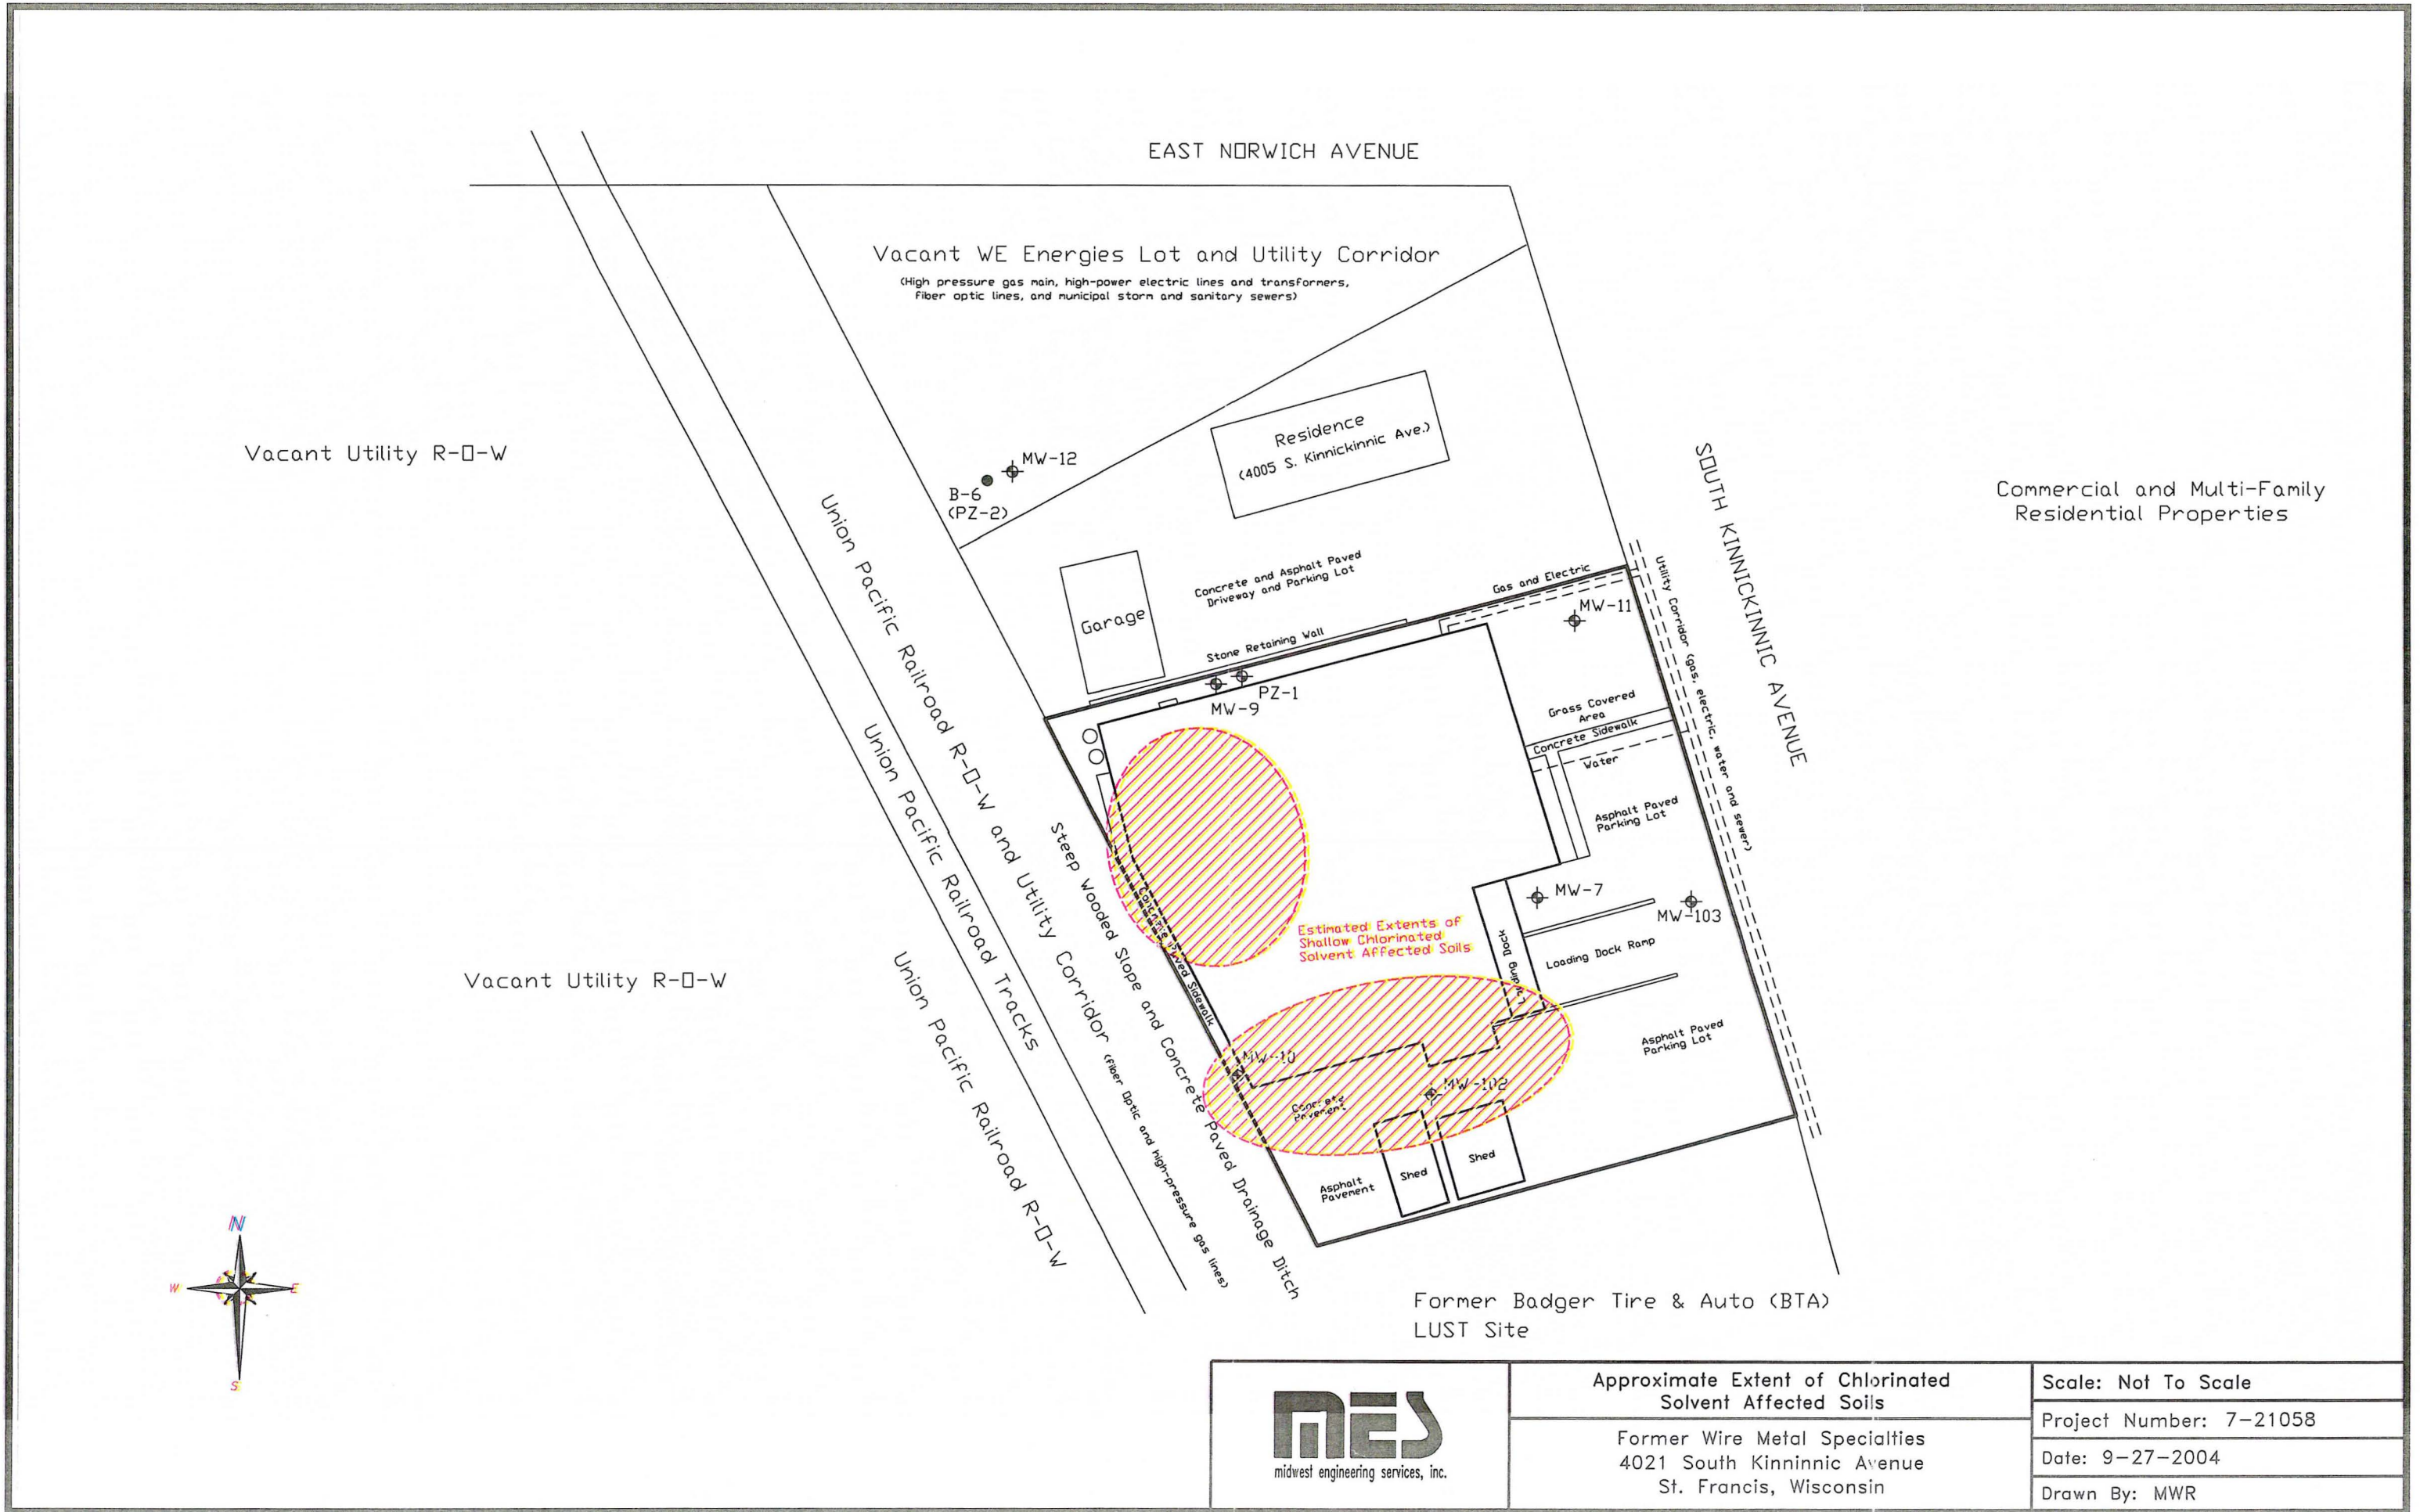 EAST NORWICH AVENUE
Vacant WE Energies Lot and Utility Corridor
(High pressure gas main, high-power electric lines and transformers,
fiber optic lines, and municipal storm and sanitary sewers)
Vacant Utility R-O-W
MW-12
B-6
(PZ-2)
Residence
(4005 S. Kinnickinnic Ave.)
SOUTH KINNICKINNIC AVENUE
Commercial and Multi-Family
Residential Properties
Union Pacific Railroad R-O-W and Utility Corridor (fiber optic and high-pressure gas lines)
Garage
Concrete and Asphalt Paved
Driveway and Parking Lot
Gas and Electric
Utility Corridor (gas, electric, water and sewer)
MW-11
Stone Retaining Wall
PZ-1
MW-9
Grass Covered
Area
Concrete Sidewalk
Water
Union Pacific Railroad Tracks
Asphalt Paved
Parking Lot
Steep Wooded Slope and Concrete Paved Drainage Ditch
Concrete Paved Sidewalk
MW-7
MW-103
Estimated Extents of
Shallow Chlorinated
Solvent Affected Soils
Loading Dock
Loading Dock Ramp
Vacant Utility R-O-W
Union Pacific Railroad R-O-W
Asphalt Paved
Parking Lot
MW-10
MW-102
Concrete
Pavement
Shed
Shed
Asphalt
Pavement
N
W
E
S
Former Badger Tire & Auto (BTA)
LUST Site
MES
midwest engineering services, inc.
Approximate Extent of Chlorinated
Solvent Affected Soils
Former Wire Metal Specialties
4021 South Kinninnic Avenue
St. Francis, Wisconsin
Scale: Not To Scale
Project Number: 7-21058
Date: 9-27-2004
Drawn By: MWR